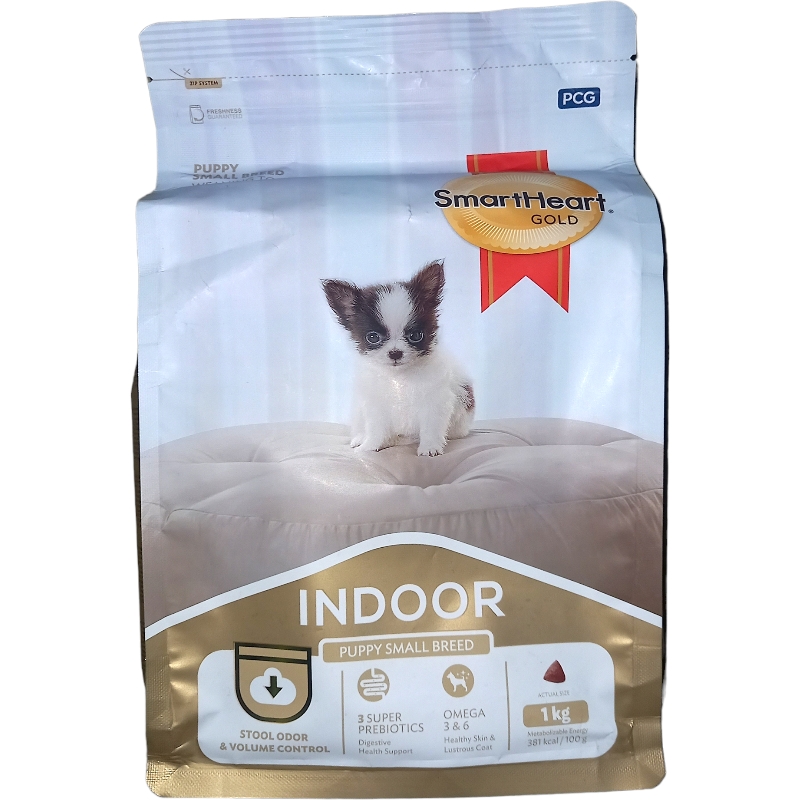 ZIP SYSTEM
FRESHNESS
GUARANTEED
PCG
PUPPY
SMALL BREED
SmartHeart®
GOLD
INDOOR
PUPPY SMALL BREED
STOOL ODOR
& VOLUME CONTROL
3 SUPER
PREBIOTICS
Digestive
Health Support
OMEGA
3 & 6
Healthy Skin &
Lustrous Coat
ACTUAL SIZE
1 kg
Metabolizable Energy
381 kcal / 100 g